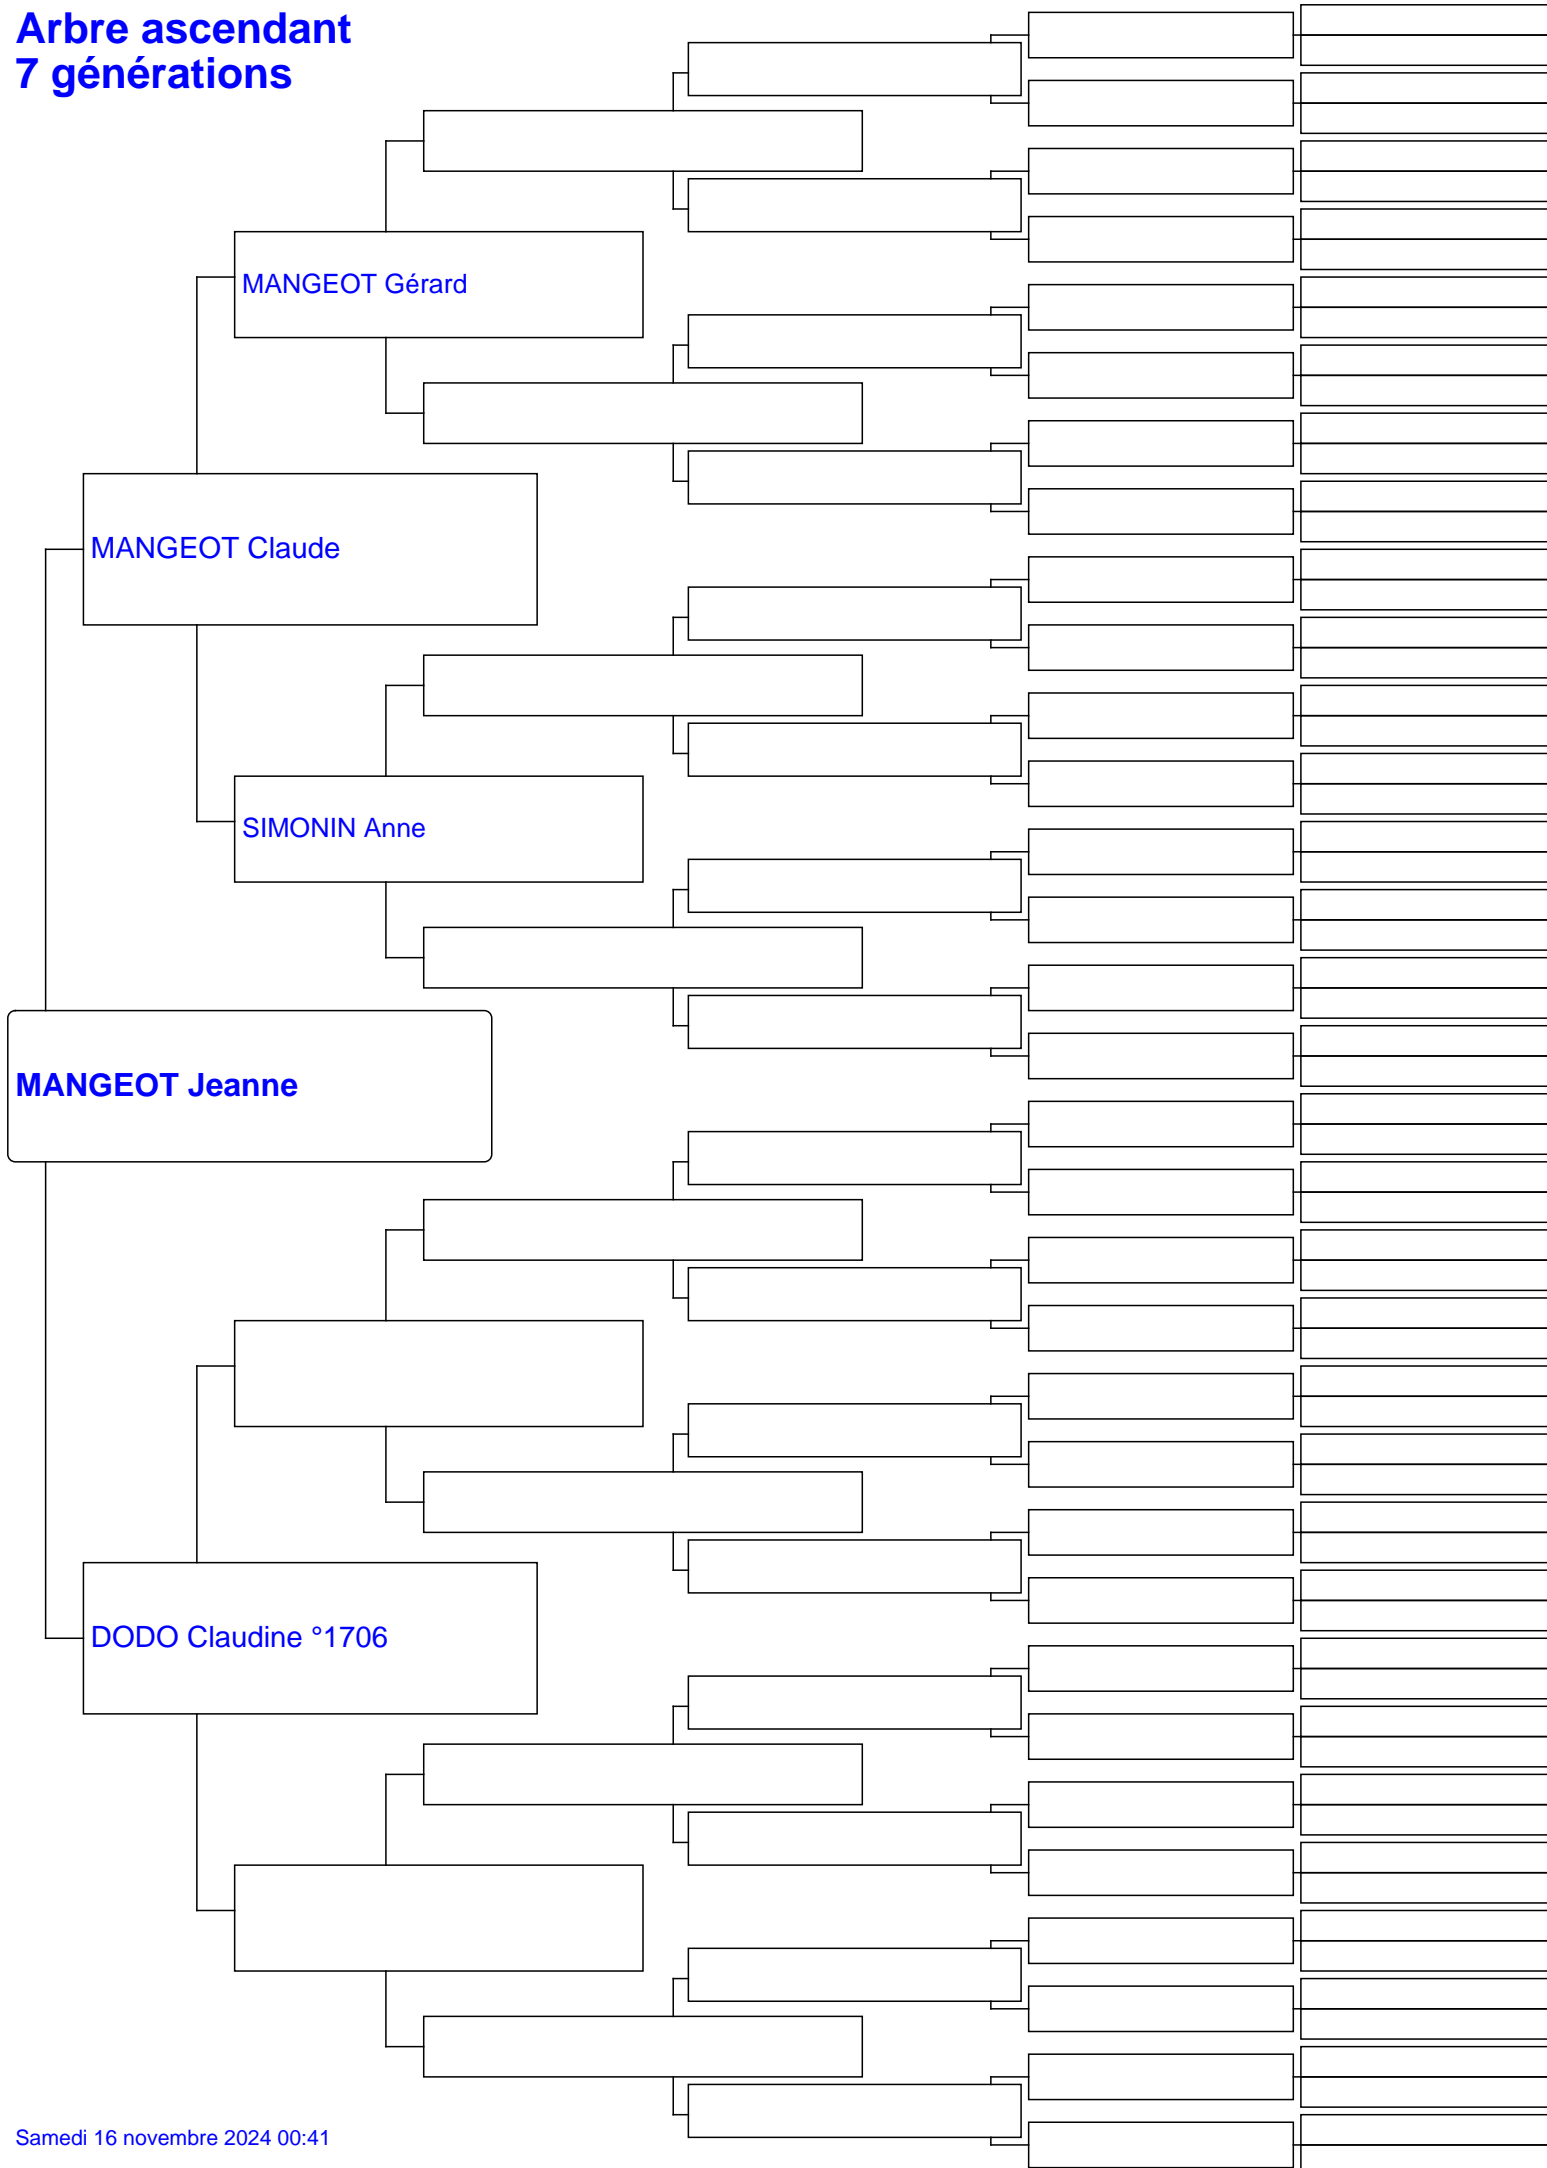 Arbre ascendant
7 générations
MANGEOT Gérard
MANGEOT Claude
SIMONIN Anne
MANGEOT Jeanne
DODO Claudine °1706
Samedi 16 novembre 2024 00:41